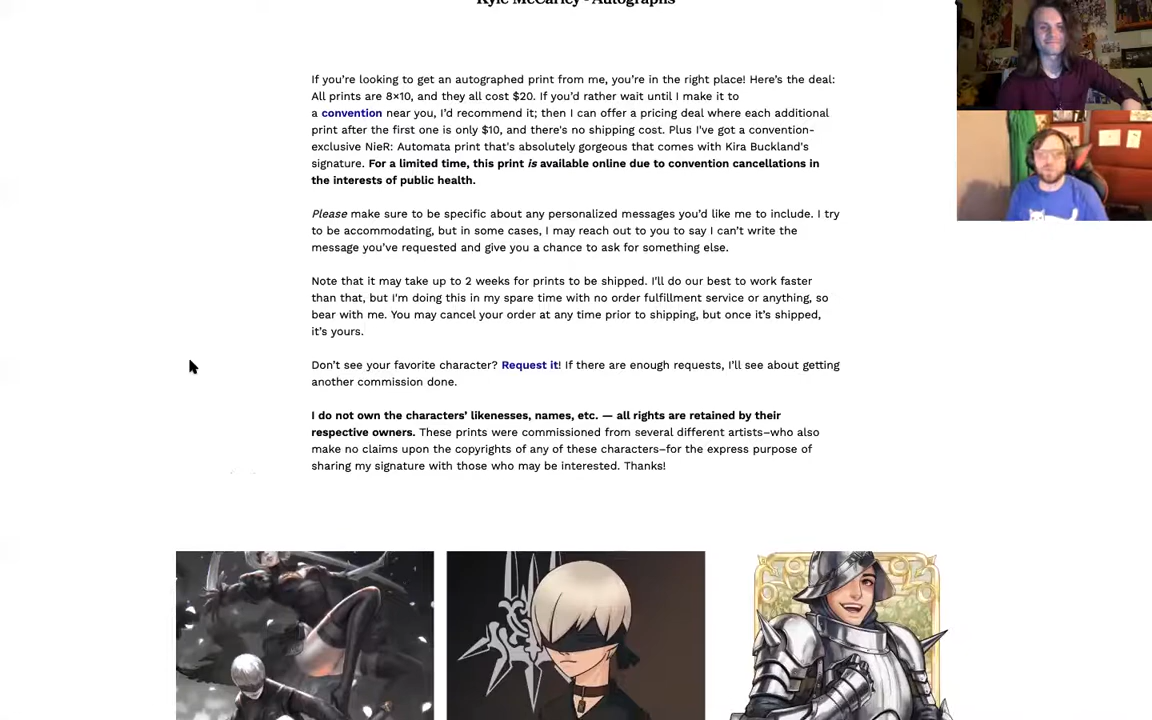 Kyle McCarley - Autographs
If you're looking to get an autographed print from me, you're in the right place! Here's the deal:
All prints are 8×10, and they all cost $20. If you'd rather wait until I make it to
a convention near you, I'd recommend it; then I can offer a pricing deal where each additional
print after the first one is only $10, and there's no shipping cost. Plus I've got a convention-
exclusive NieR: Automata print that's absolutely gorgeous that comes with Kira Buckland's
signature. For a limited time, this print is available online due to convention cancellations in
the interests of public health.
Please make sure to be specific about any personalized messages you'd like me to include. I try
to be accommodating, but in some cases, I may reach out to you to say I can't write the
message you've requested and give you a chance to ask for something else.
Note that it may take up to 2 weeks for prints to be shipped. I'll do our best to work faster
than that, but I'm doing this in my spare time with no order fulfillment service or anything, so
bear with me. You may cancel your order at any time prior to shipping, but once it's shipped,
it's yours.
Don't see your favorite character? Request it! If there are enough requests, I'll see about getting
another commission done.
I do not own the characters' likenesses, names, etc. — all rights are retained by their
respective owners. These prints were commissioned from several different artists–who also
make no claims upon the copyrights of any of these characters–for the express purpose of
sharing my signature with those who may be interested. Thanks!